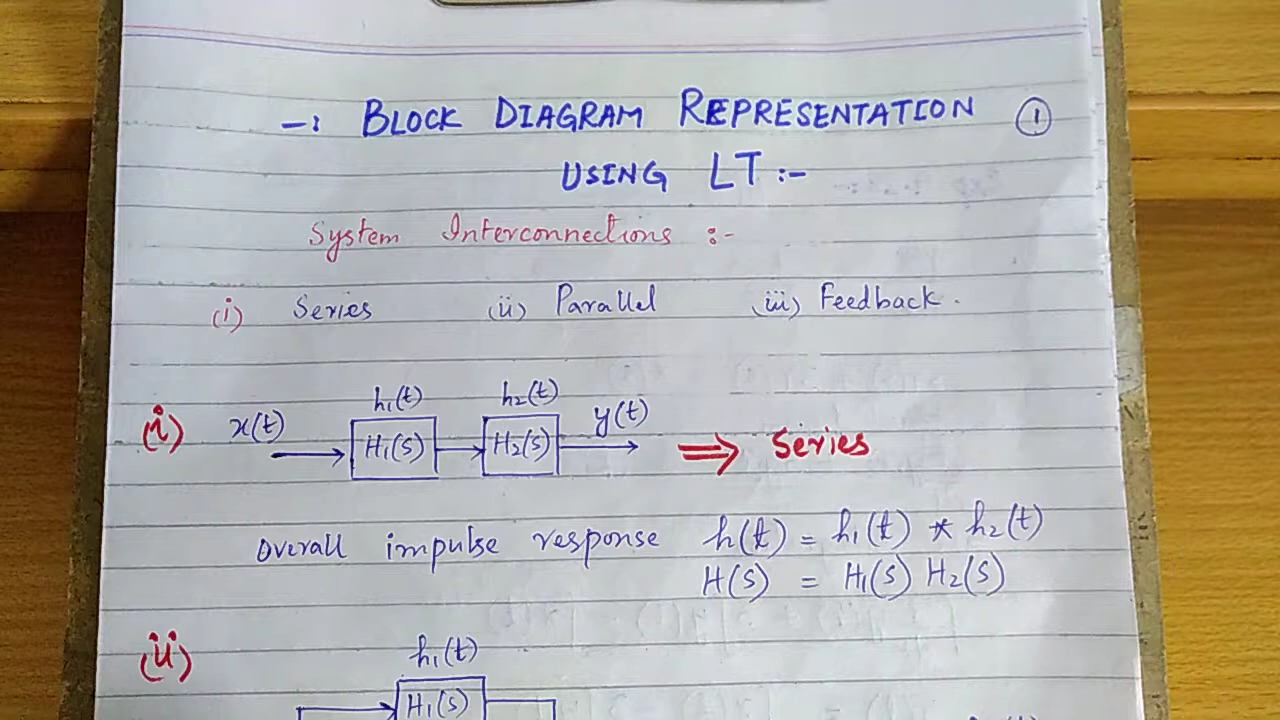 -: BLOCK DIAGRAM REPRESENTATION ①
USING LT :-
System Interconnections :-
(i) Series (ii) Parallel (iii) Feedback.
h₁(t) h₂(t)
(i) x(t) H₁(S) H₂(S) y(t) ⇒ Series
Overall impulse response h(t) = h₁(t) * h₂(t)
H(S) = H₁(S) H₂(S)
(ii) h₁(t)
H₁(S)